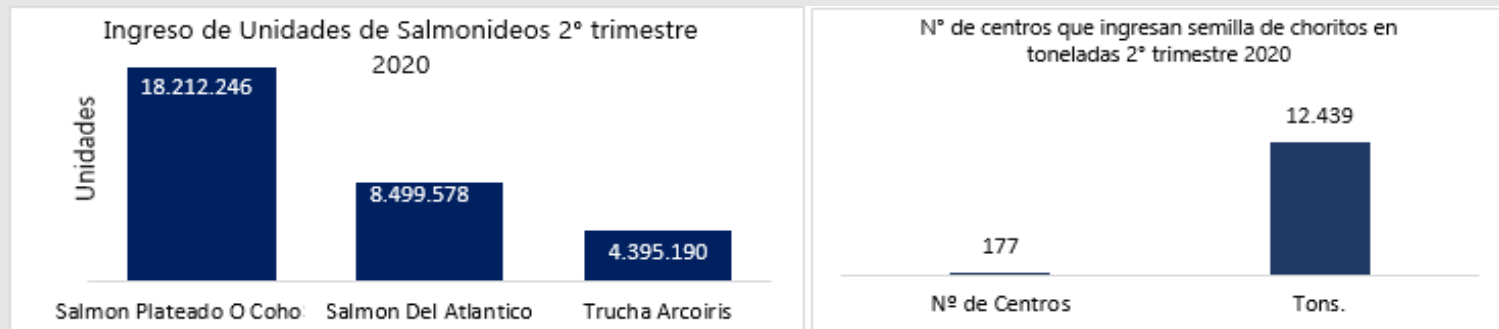 Ingreso de Unidades de Salmonideos 2° trimestre
2020
Unidades
18.212.246
8.499.578
4.395.190
Salmon Plateado O Coho
Salmon Del Atlantico
Trucha Arcoiris
N° de centros que ingresan semilla de choritos en
toneladas 2° trimestre 2020
177
12.439
Nº de Centros
Tons.